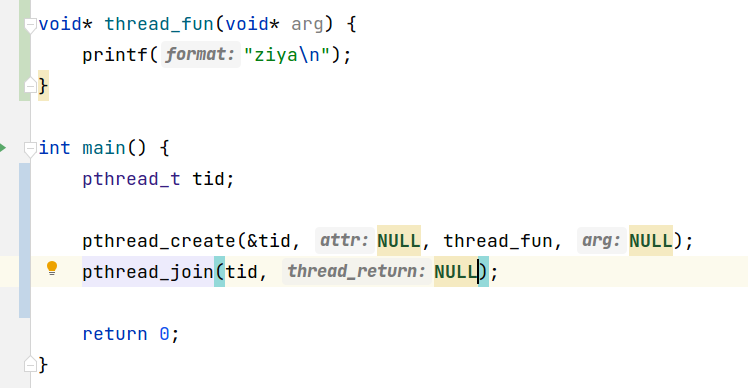 void* thread_fun(void* arg) {
printf( format: "ziya\n");
}
int main() {
pthread_t tid;
pthread_create(&tid, attr: NULL, thread_fun, arg: NULL);
pthread_join(tid, thread_return: NULL);
return 0;
}